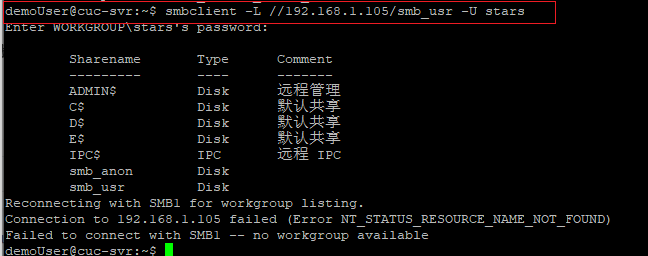 demoUser@cuc-svr:~$ smbclient -L //192.168.1.105/smb_usr -U stars
Enter WORKGROUP\stars's password:
Sharename Type Comment
--------- ---- -------
ADMIN$ Disk 远程管理
C$ Disk 默认共享
D$ Disk 默认共享
E$ Disk 默认共享
IPC$ IPC 远程 IPC
smb_anon Disk
smb_usr Disk
Reconnecting with SMB1 for workgroup listing.
Connection to 192.168.1.105 failed (Error NT_STATUS_RESOURCE_NAME_NOT_FOUND)
Failed to connect with SMB1 -- no workgroup available
demoUser@cuc-svr:~$